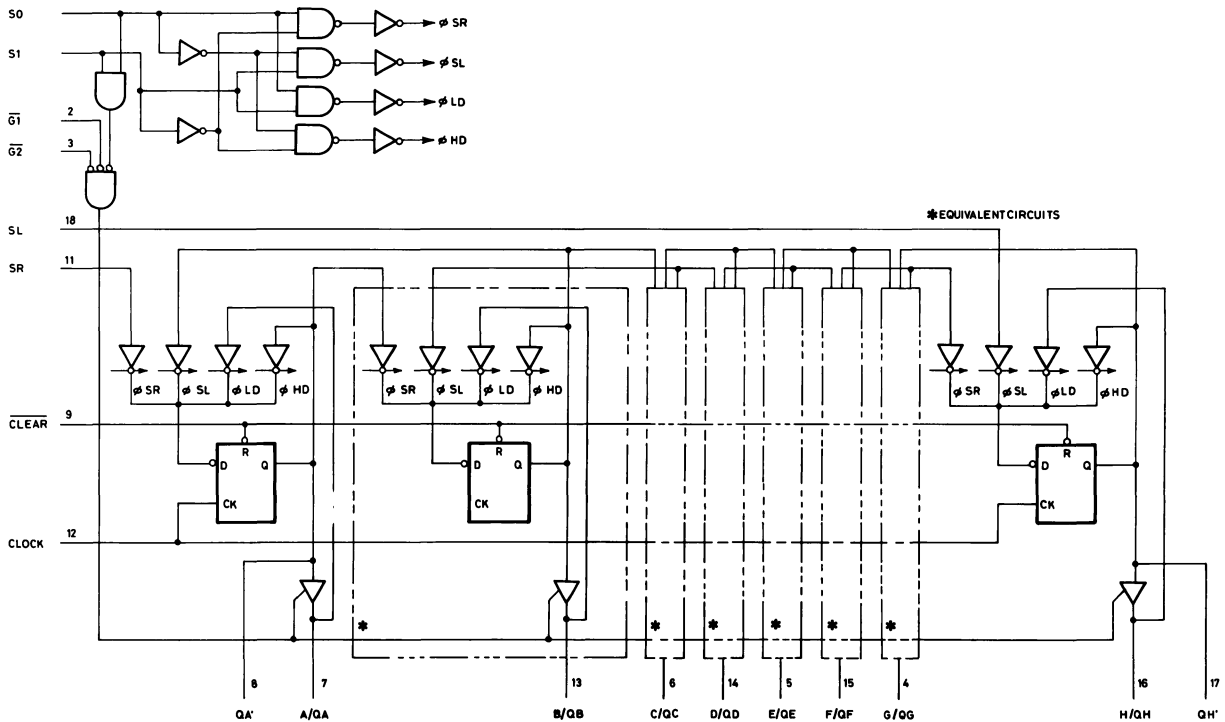 S0
S1
G1
2
G2
3
ø SR
ø SL
ø LD
ø HD
SL
18
SR
11
* EQUIVALENT CIRCUITS
ø SR
ø SL
ø LD
ø HD
ø SR
ø SL
ø LD
ø HD
ø SR
ø SL
ø LD
ø HD
CLEAR
9
R
D
Q
CK
R
D
Q
CK
R
D
Q
CK
CLOCK
12
*
*
*
*
*
*
8
7
13
6
14
5
15
4
16
17
QA'
A/QA
B/QB
C/QC
D/QD
E/QE
F/QF
G/QG
H/QH
QH'